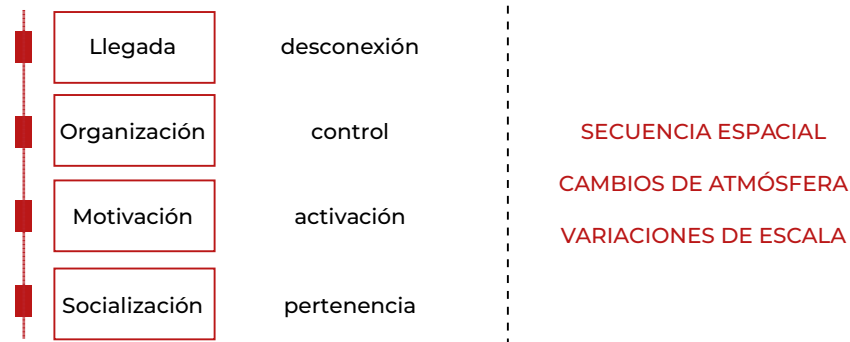 Llegada desconexión
Organización control
Motivación activación
Socialización pertenencia
SECUENCIA ESPACIAL
CAMBIOS DE ATMÓSFERA
VARIACIONES DE ESCALA